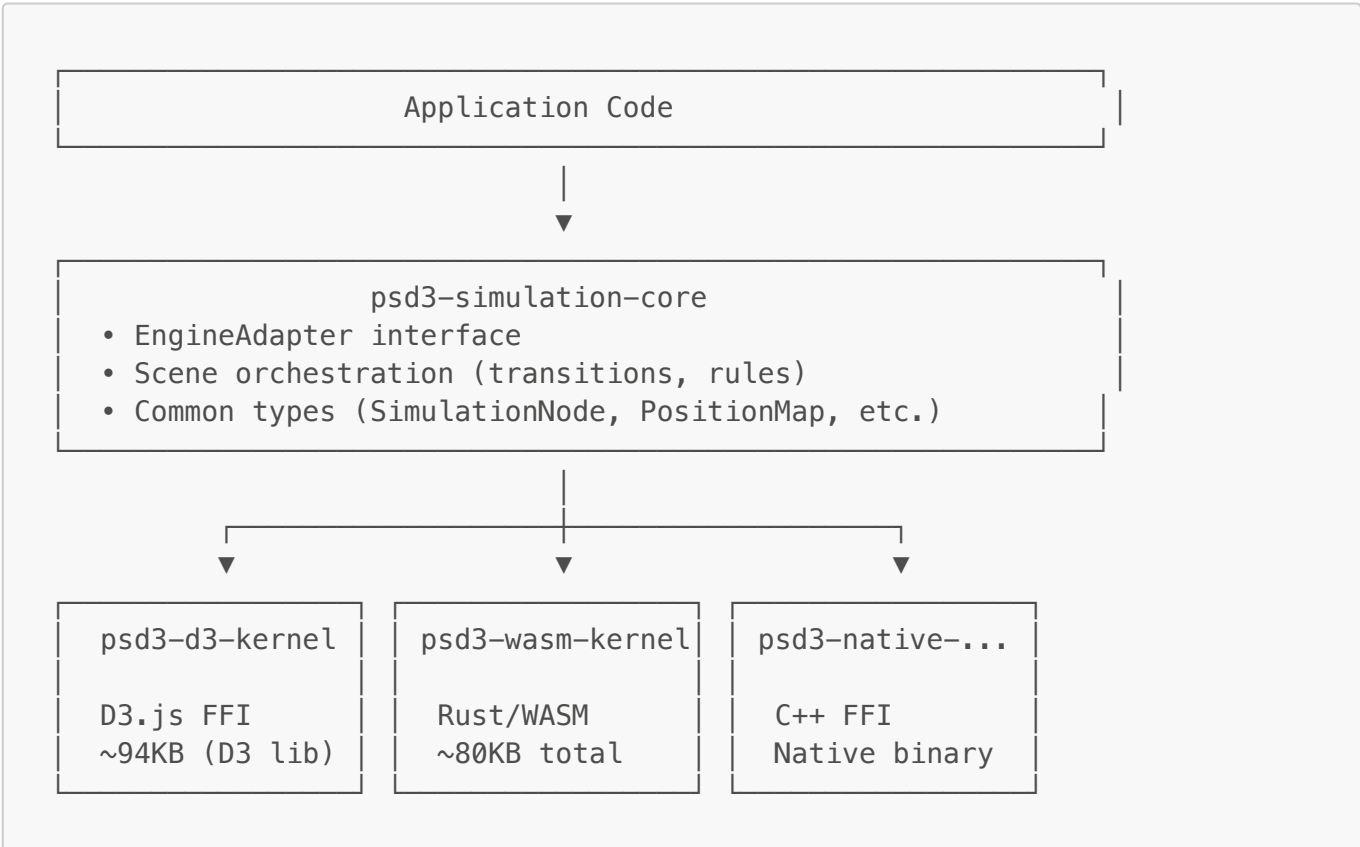 Application Code
psd3-simulation-core
• EngineAdapter interface
• Scene orchestration (transitions, rules)
• Common types (SimulationNode, PositionMap, etc.)
psd3-d3-kernel
D3.js FFI
~94KB (D3 lib)
psd3-wasm-kernel
Rust/WASM
~80KB total
psd3-native-...
C++ FFI
Native binary